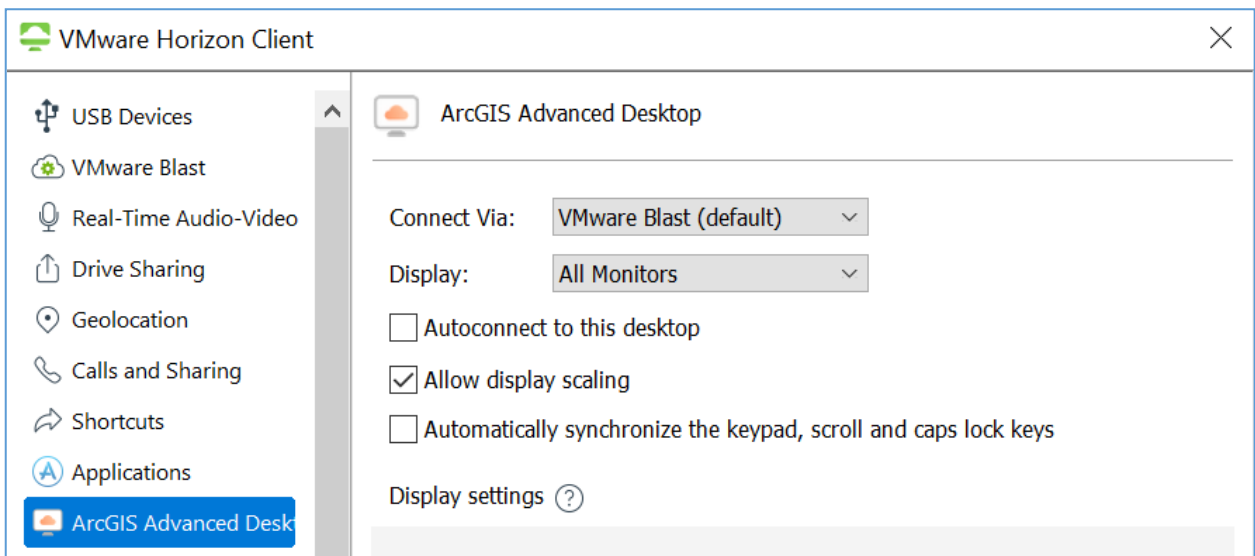 VMware Horizon Client
USB Devices
VMware Blast
Real-Time Audio-Video
Drive Sharing
Geolocation
Calls and Sharing
Shortcuts
Applications
ArcGIS Advanced Desk
ArcGIS Advanced Desktop
Connect Via: VMware Blast (default)
Display: All Monitors
Autoconnect to this desktop
Allow display scaling
Automatically synchronize the keypad, scroll and caps lock keys
Display settings ?